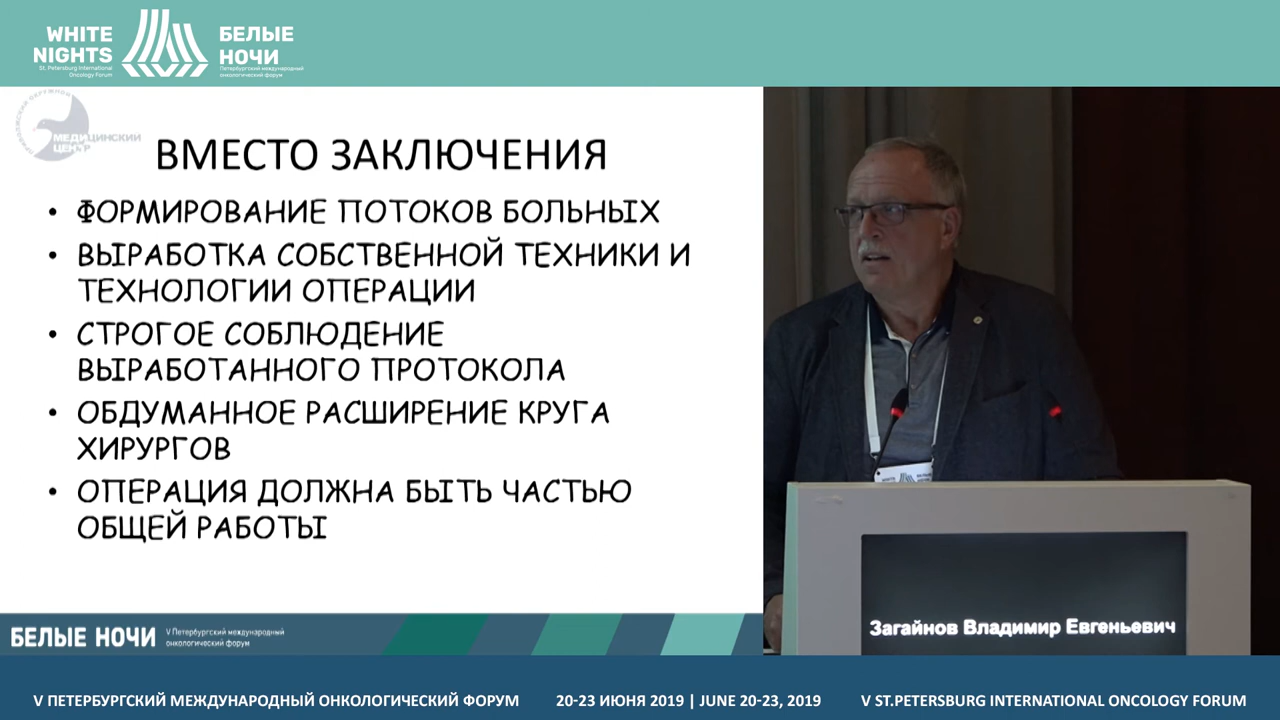 WHITE
NIGHTS
St. Petersburg International
Oncology Forum
БЕЛЫЕ
НОЧИ
Петербургский международный
онкологический форум
МЕДИЦИНСКИЙ
ЦЕНТР
ВМЕСТО ЗАКЛЮЧЕНИЯ
• ФОРМИРОВАНИЕ ПОТОКОВ БОЛЬНЫХ
• ВЫРАБОТКА СОБСТВЕННОЙ ТЕХНИКИ И
ТЕХНОЛОГИИ ОПЕРАЦИИ
• СТРОГОЕ СОБЛЮДЕНИЕ
ВЫРАБОТАННОГО ПРОТОКОЛА
• ОБДУМАННОЕ РАСШИРЕНИЕ КРУГА
ХИРУРГОВ
• ОПЕРАЦИЯ ДОЛЖНА БЫТЬ ЧАСТЬЮ
ОБЩЕЙ РАБОТЫ
Загайнов Владимир Евгеньевич
БЕЛЫЕ НОЧИ
V Петербургский международный
онкологический форум
V ПЕТЕРБУРГСКИЙ МЕЖДУНАРОДНЫЙ ОНКОЛОГИЧЕСКИЙ ФОРУМ
20-23 ИЮНЯ 2019 | JUNE 20-23, 2019
V ST.PETERSBURG INTERNATIONAL ONCOLOGY FORUM